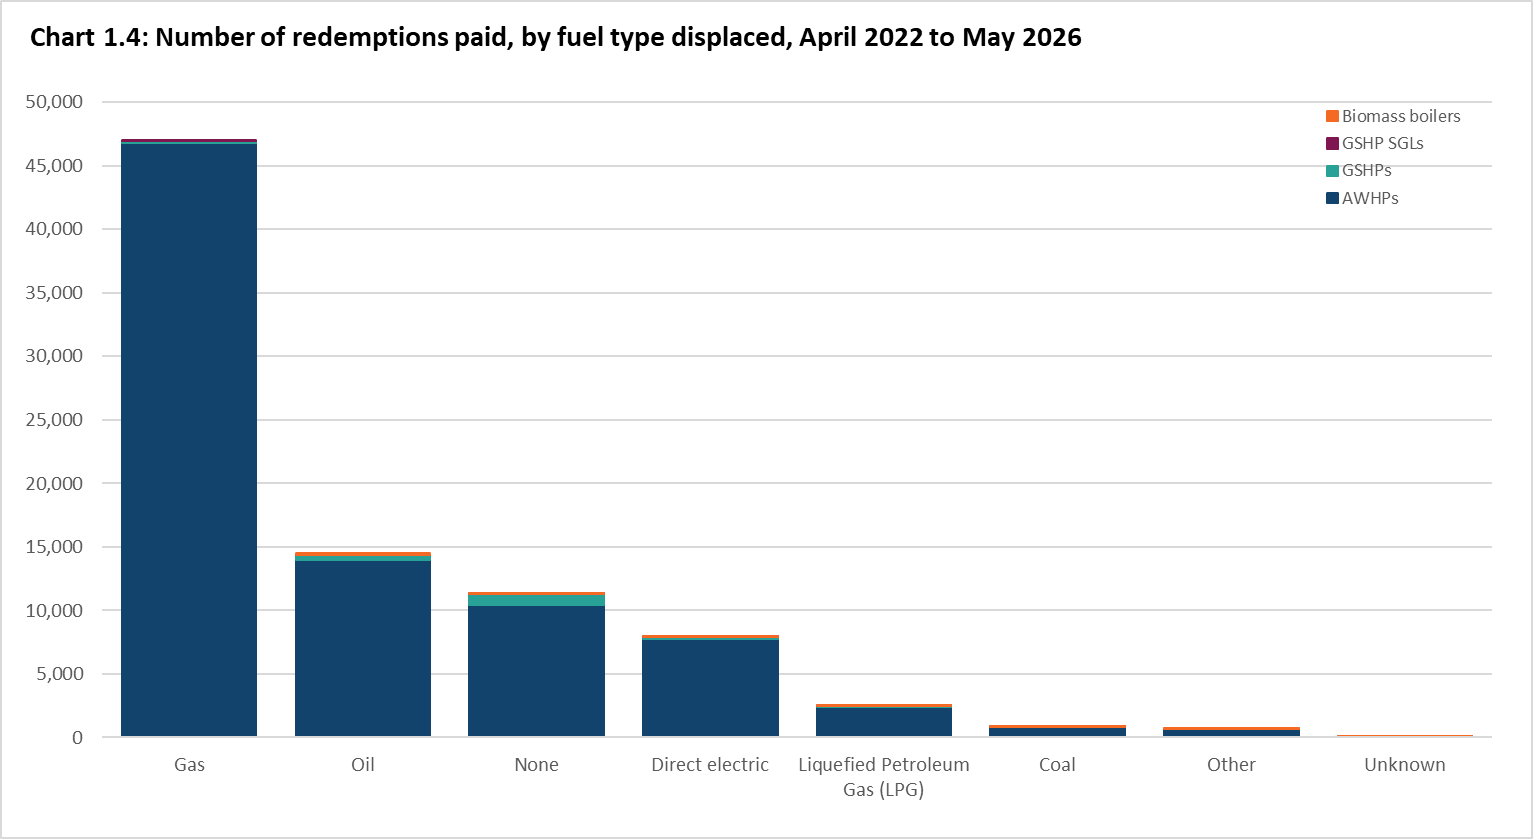 Chart 1.4: Number of redemptions paid, by fuel type displaced, April 2022 to May 2026
50,000
45,000
40,000
35,000
30,000
25,000
20,000
15,000
10,000
5,000
0
Biomass boilers
GSHP SGLs
GSHPs
AWHPs
Gas
Oil
None
Direct electric
Liquefied Petroleum
Gas (LPG)
Coal
Other
Unknown